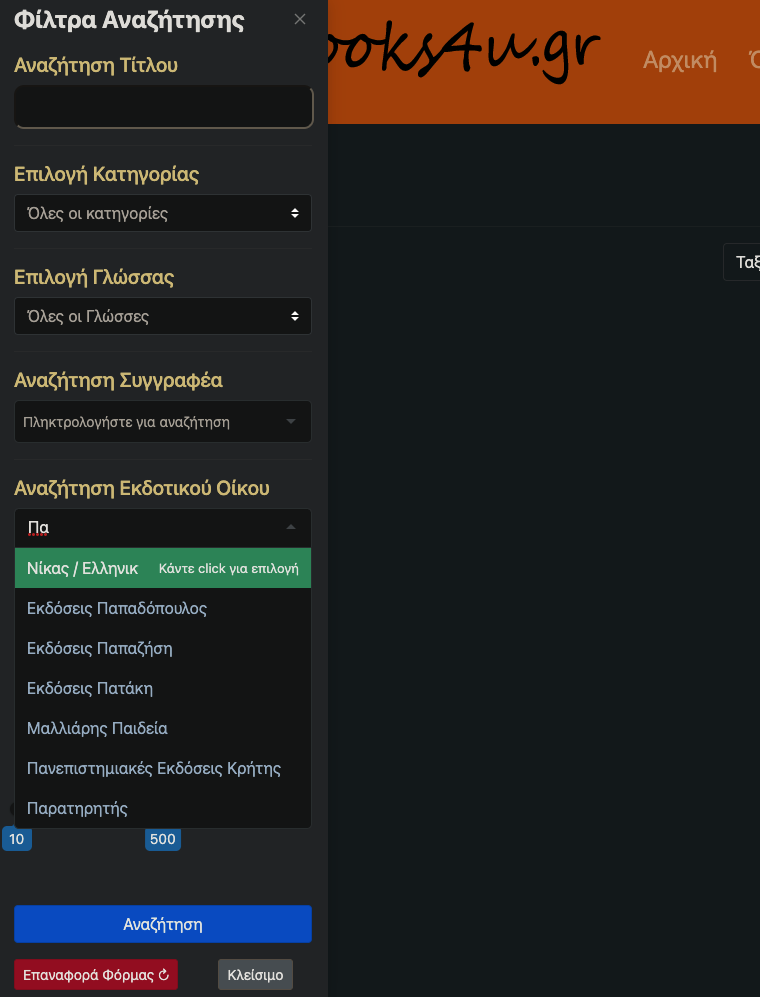 Φίλτρα Αναζήτησης ×
ooks4u.gr
Αρχική
Αναζήτηση Τίτλου
Επιλογή Κατηγορίας
Όλες οι κατηγορίες
Ταξ
Επιλογή Γλώσσας
Όλες οι Γλώσσες
Αναζήτηση Συγγραφέα
Πληκτρολογήστε για αναζήτηση
Αναζήτηση Εκδοτικού Οίκου
Πα
Νίκας / Ελληνικ Κάντε click για επιλογή
Εκδόσεις Παπαδόπουλος
Εκδόσεις Παπαζήση
Εκδόσεις Πατάκη
Μαλλιάρης Παιδεία
Πανεπιστημιακές Εκδόσεις Κρήτης
Παρατηρητής
10 500
Αναζήτηση
Επαναφορά Φόρμας ↻ Κλείσιμο